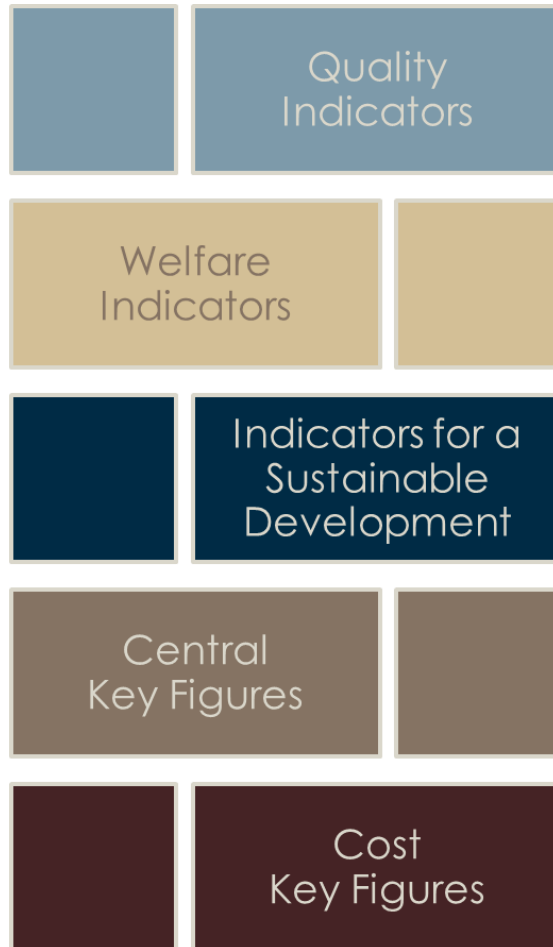 Quality
Indicators
Welfare
Indicators
Indicators for a
Sustainable
Development
Central
Key Figures
Cost
Key Figures